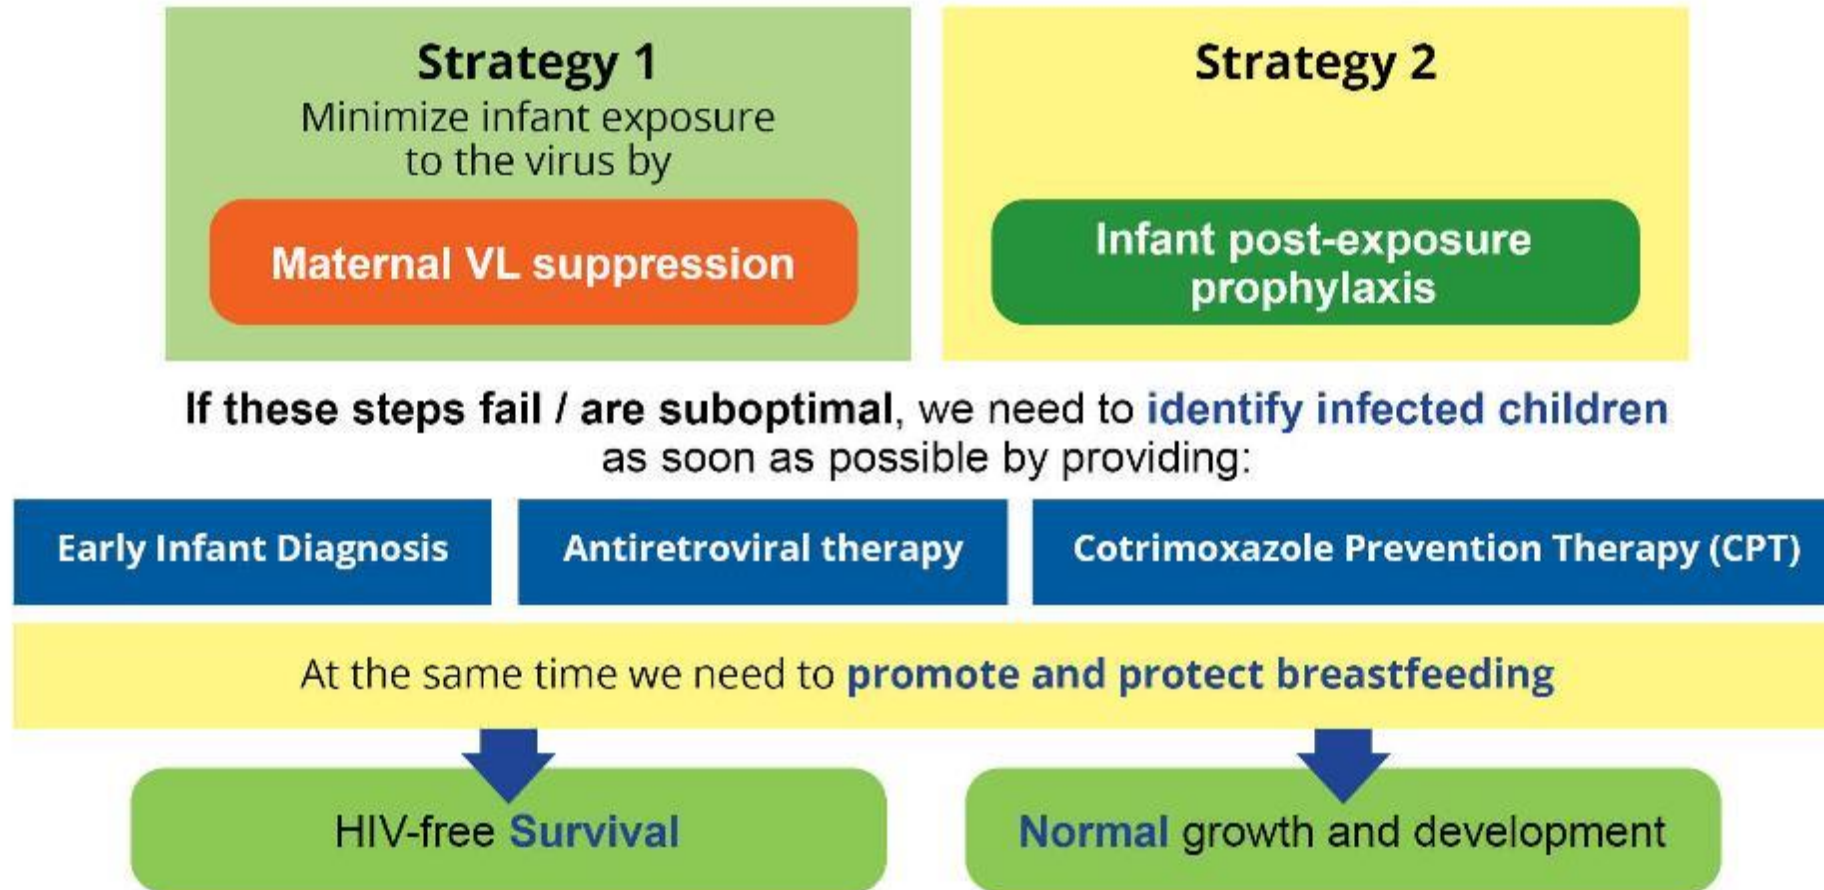 Strategy 1
Minimize infant exposure
to the virus by
Maternal VL suppression
Strategy 2
Infant post-exposure
prophylaxis
If these steps fail / are suboptimal, we need to identify infected children
as soon as possible by providing:
Early Infant Diagnosis
Antiretroviral therapy
Cotrimoxazole Prevention Therapy (CPT)
At the same time we need to promote and protect breastfeeding
HIV-free Survival
Normal growth and development